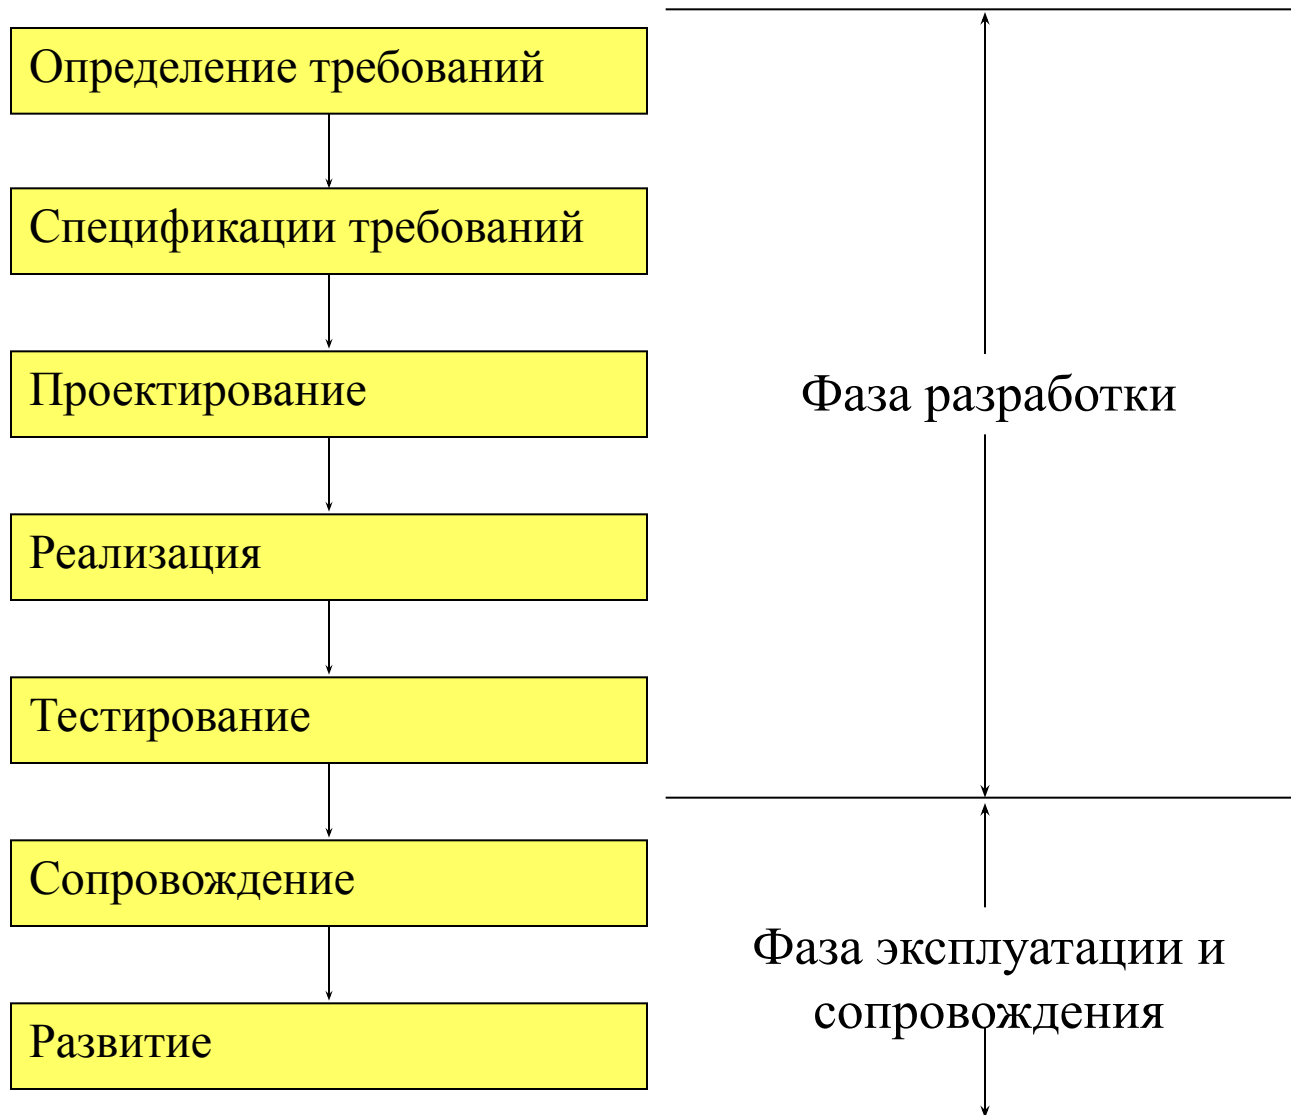 Определение требований
Спецификации требований
Проектирование
Реализация
Тестирование
Сопровождение
Развитие
Фаза разработки
Фаза эксплуатации и
сопровождения